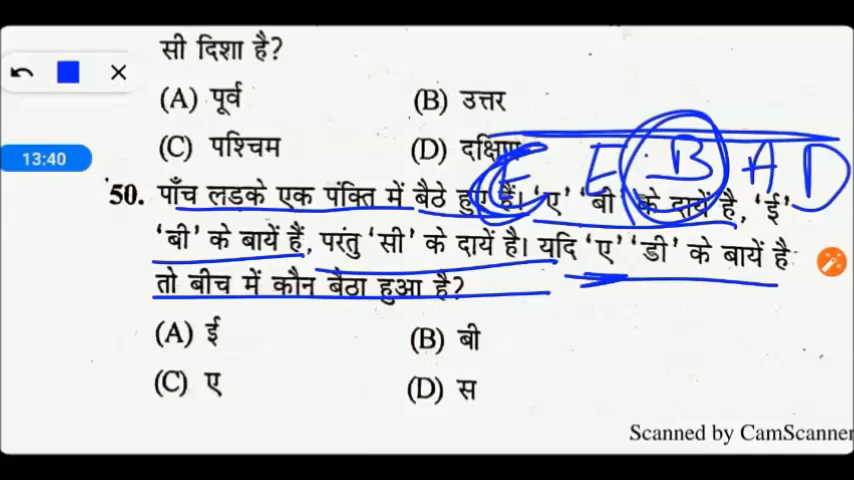 सी दिशा है?
(A) पूर्व (B) उत्तर
13:40
(C) पश्चिम (D) दक्षिण
E B A D
50. पाँच लडके एक पंक्ति में बैठे हुए हैं। 'ए' 'बी' के दायें है, 'ई'
'बी' के बायें हैं, परंतु 'सी' के दायें है। यदि 'ए' 'डी' के बायें है
तो बीच में कौन बैठा हुआ है?
(A) ई (B) बी
(C) ए (D) स
Scanned by CamScanner